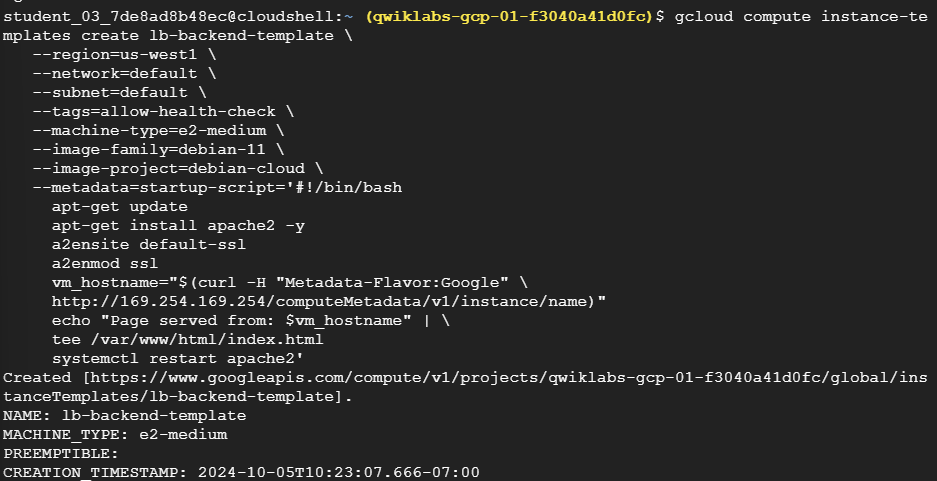 student_03_7de8ad8b48ec@cloudshell:~ (qwiklabs-gcp-01-f3040a41d0fc)$ gcloud compute instance-te
mplates create lb-backend-template \
   --region=us-west1 \
   --network=default \
   --subnet=default \
   --tags=allow-health-check \
   --machine-type=e2-medium \
   --image-family=debian-11 \
   --image-project=debian-cloud \
   --metadata=startup-script='#!/bin/bash
     apt-get update
     apt-get install apache2 -y
     a2ensite default-ssl
     a2enmod ssl
     vm_hostname="$(curl -H "Metadata-Flavor:Google" \
     http://169.254.169.254/computeMetadata/v1/instance/name)"
     echo "Page served from: $vm_hostname" | \
     tee /var/www/html/index.html
     systemctl restart apache2'
Created [https://www.googleapis.com/compute/v1/projects/qwiklabs-gcp-01-f3040a41d0fc/global/ins
tanceTemplates/lb-backend-template].
NAME: lb-backend-template
MACHINE_TYPE: e2-medium
PREEMPTIBLE:
CREATION_TIMESTAMP: 2024-10-05T10:23:07.666-07:00